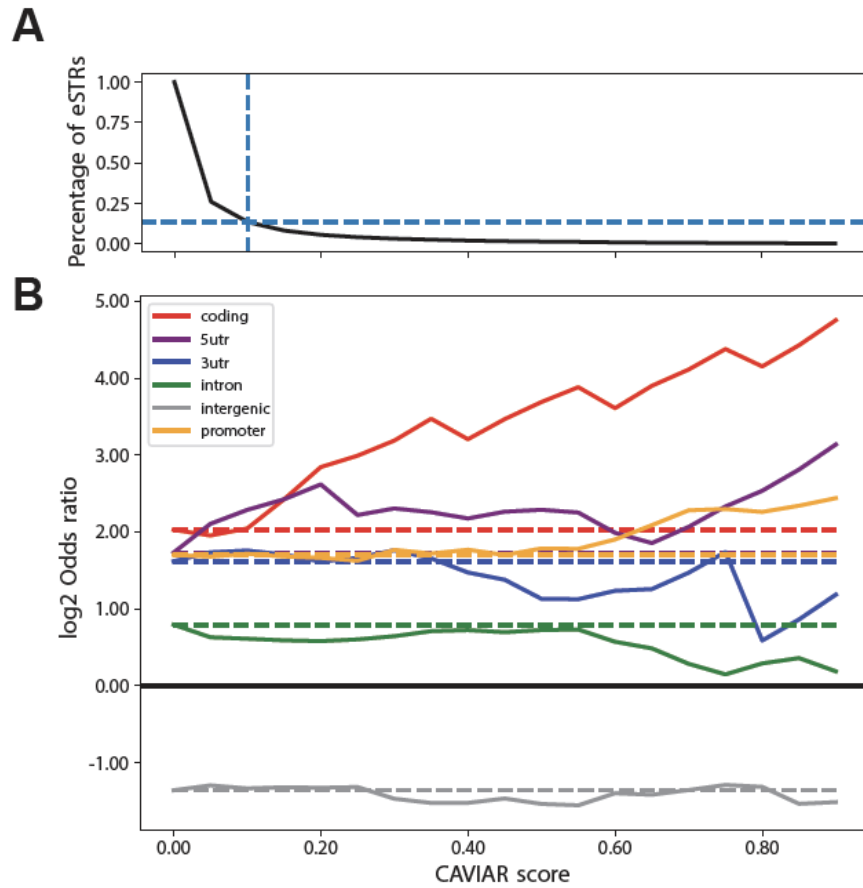 A
Percentage of eSTRs
1.00
0.75
0.50
0.25
0.00
B
log2 Odds ratio
5.00
4.00
3.00
2.00
1.00
0.00
-1.00
coding
5utr
3utr
intron
intergenic
promoter
0.00 0.20 0.40 0.60 0.80
CAVIAR score